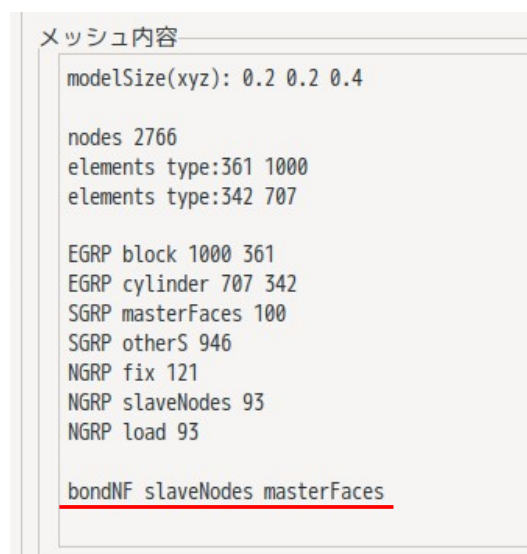 メッシュ内容
modelSize(xyz): 0.2 0.2 0.4
nodes 2766
elements type:361 1000
elements type:342 707
EGRP block 1000 361
EGRP cylinder 707 342
SGRP masterFaces 100
SGRP otherS 946
NGRP fix 121
NGRP slaveNodes 93
NGRP load 93
bondNF slaveNodes masterFaces